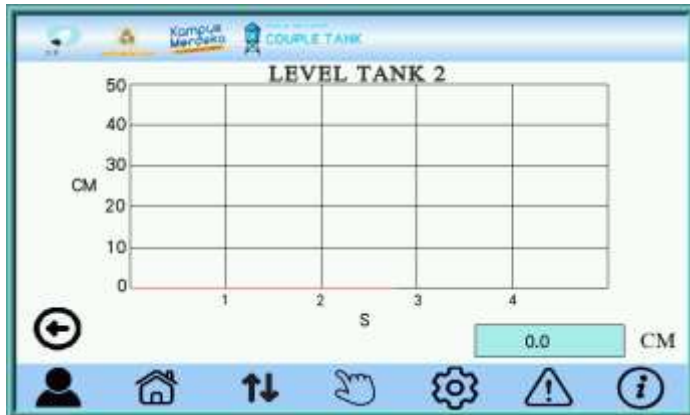 Kampus
Merdeka
COUPLE TANK
LEVEL TANK 2
50
40
30
CM
20
10
0
1 2 3 4
S
0.0 CM